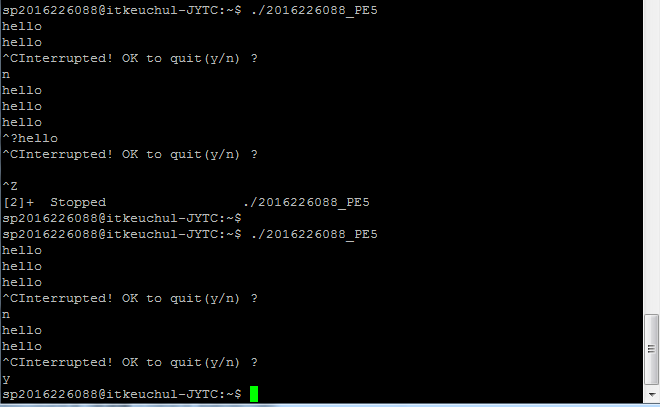 sp2016226088@itkeuchul-JYTC:~$ ./2016226088_PE5
hello
hello
^CInterrupted! OK to quit(y/n) ?
n
hello
hello
hello
^?hello
^CInterrupted! OK to quit(y/n) ?
^Z
[2]+  Stopped                 ./2016226088_PE5
sp2016226088@itkeuchul-JYTC:~$
sp2016226088@itkeuchul-JYTC:~$ ./2016226088_PE5
hello
hello
hello
^CInterrupted! OK to quit(y/n) ?
n
hello
hello
^CInterrupted! OK to quit(y/n) ?
y
sp2016226088@itkeuchul-JYTC:~$